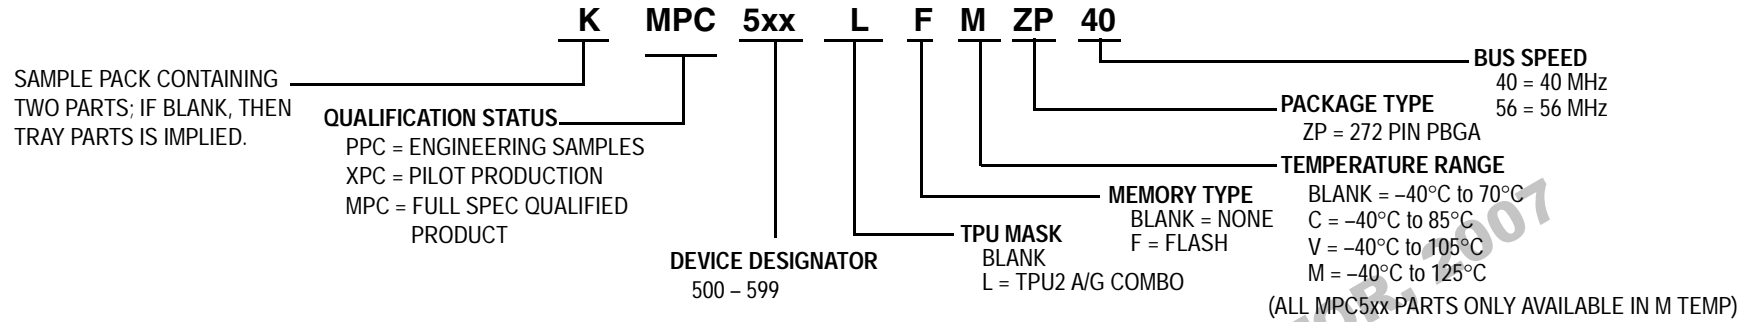 K MPC 5xx L F M ZP 40
SAMPLE PACK CONTAINING
TWO PARTS; IF BLANK, THEN
TRAY PARTS IS IMPLIED.
QUALIFICATION STATUS
PPC = ENGINEERING SAMPLES
XPC = PILOT PRODUCTION
MPC = FULL SPEC QUALIFIED
PRODUCT
DEVICE DESIGNATOR
500 – 599
TPU MASK
BLANK
L = TPU2 A/G COMBO
MEMORY TYPE
BLANK = NONE
F = FLASH
BUS SPEED
40 = 40 MHz
56 = 56 MHz
PACKAGE TYPE
ZP = 272 PIN PBGA
TEMPERATURE RANGE
BLANK = –40°C to 70°C
C = –40°C to 85°C
V = –40°C to 105°C
M = –40°C to 125°C
(ALL MPC5xx PARTS ONLY AVAILABLE IN M TEMP)
2007